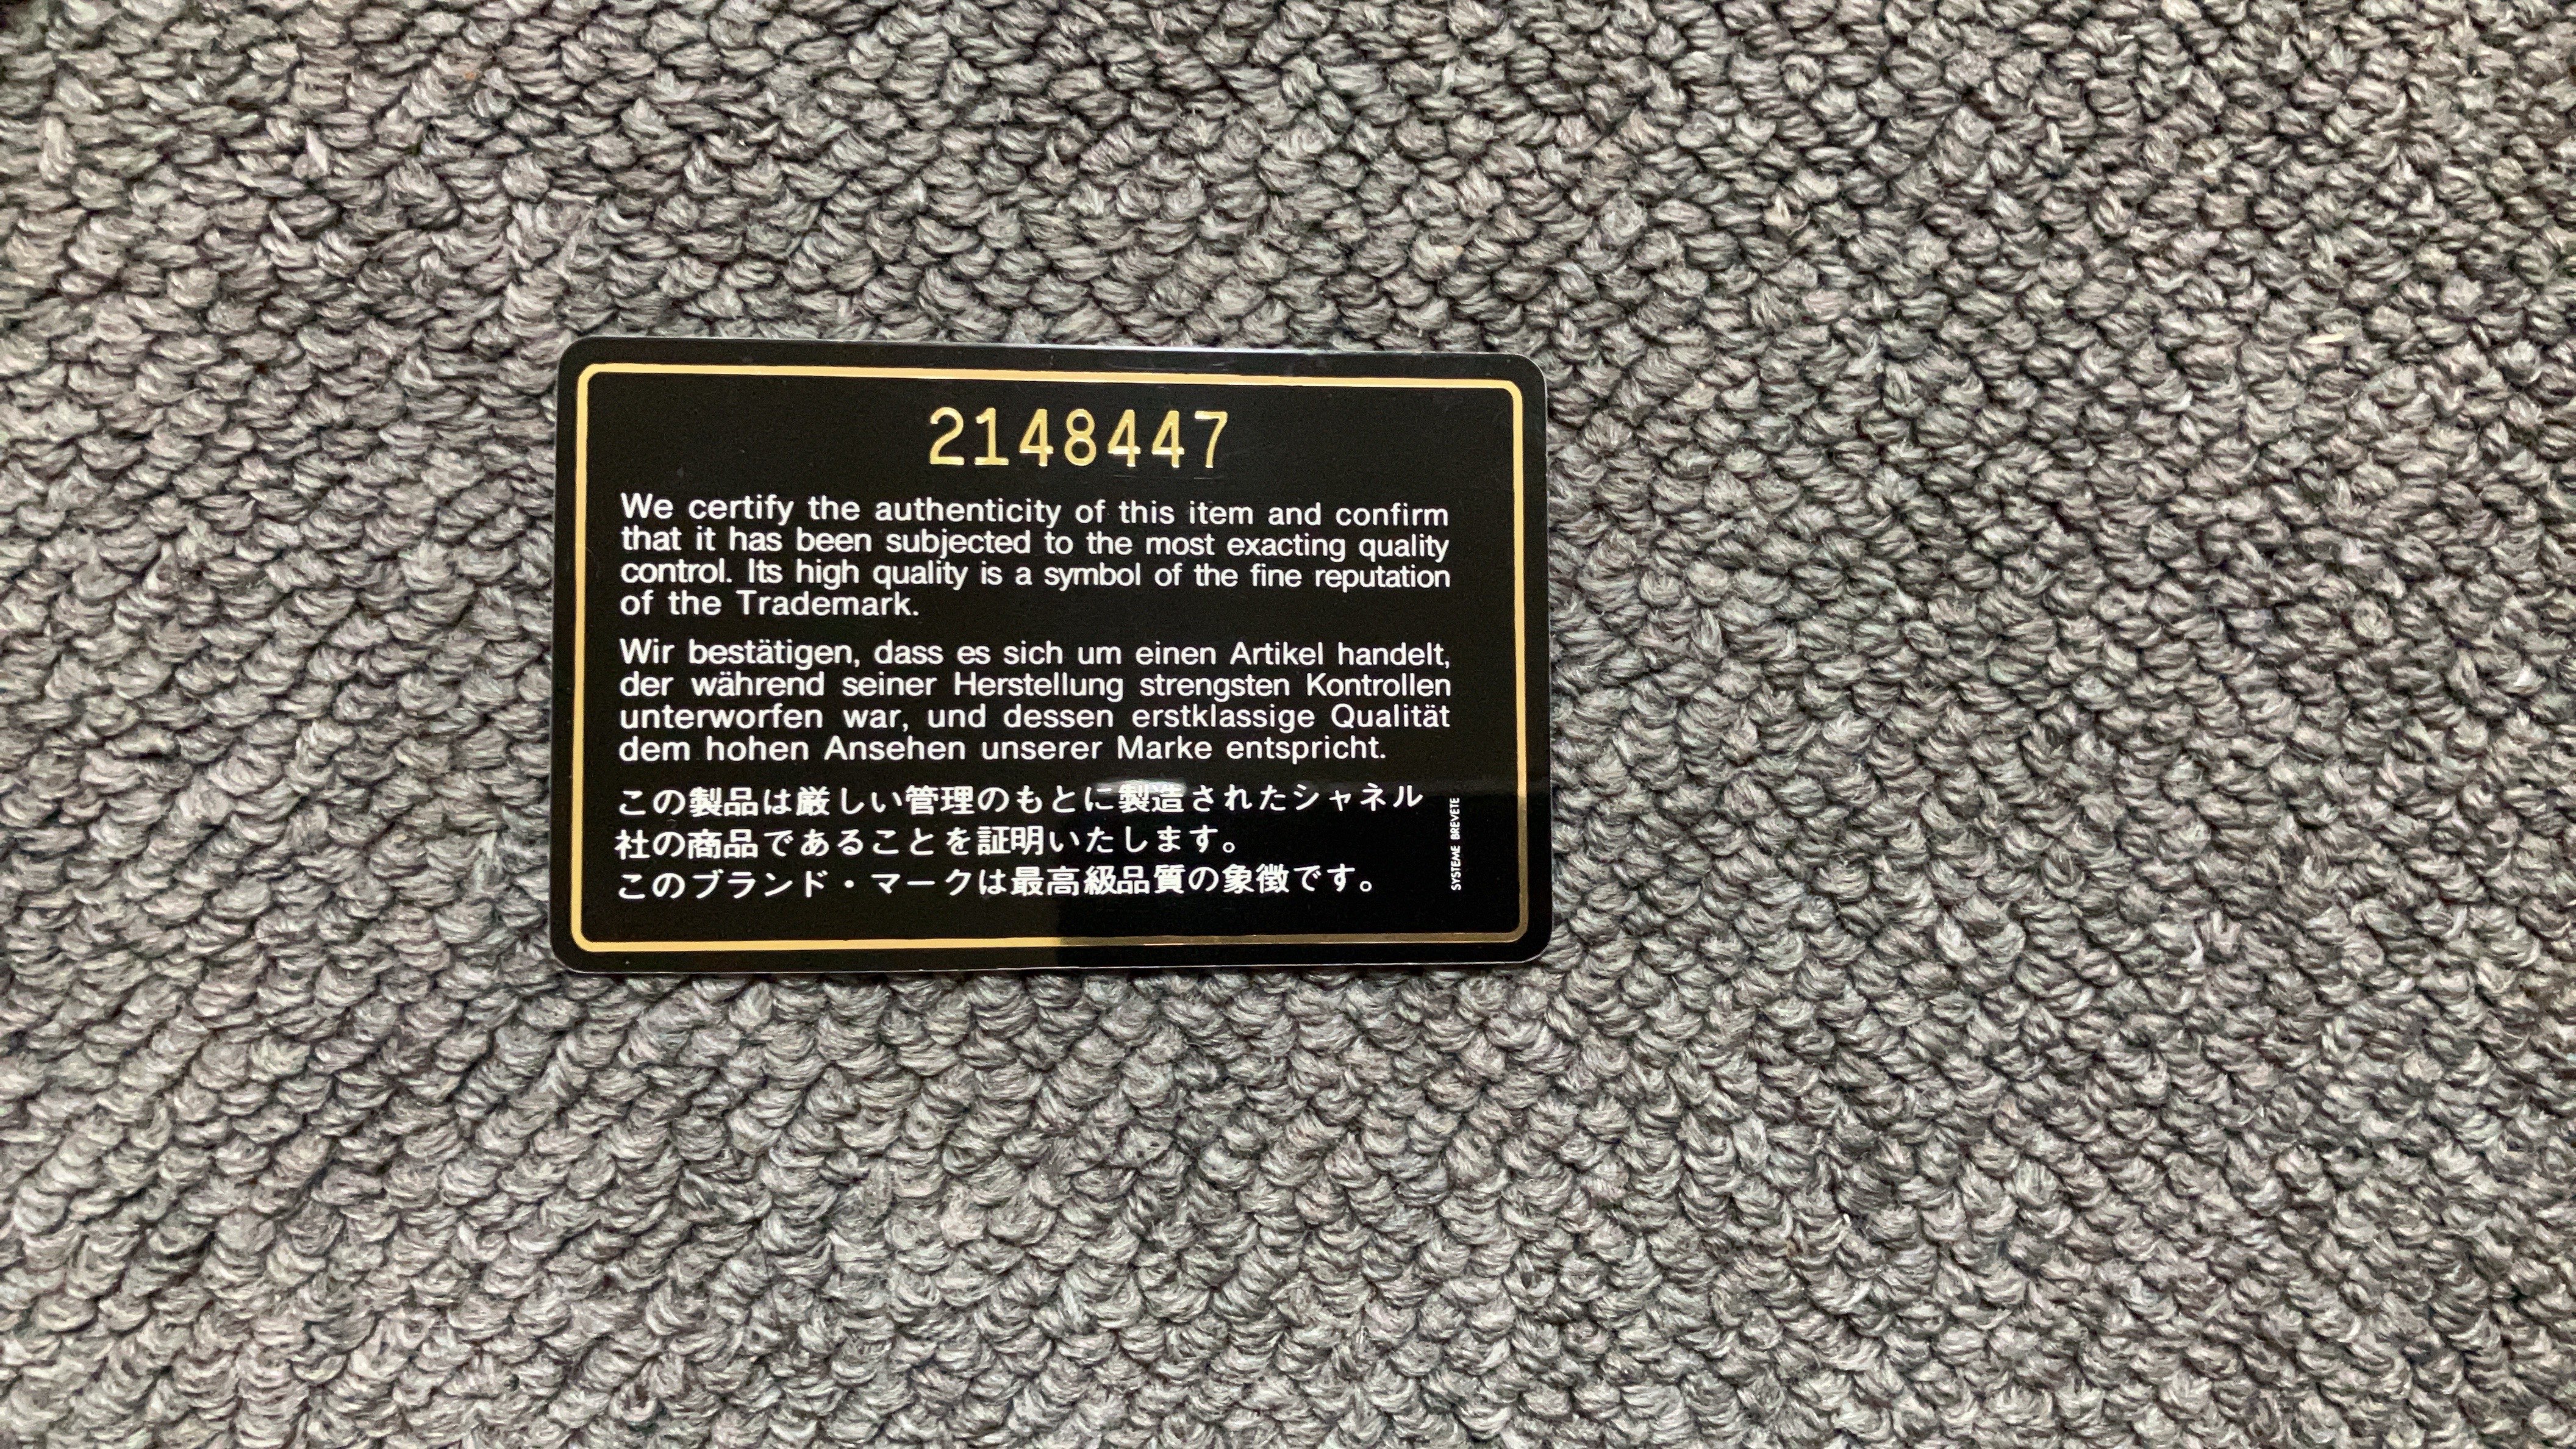 2148447
We certify the authenticity of this item and confirm
that it has been subjected to the most exacting quality
control. Its high quality is a symbol of the fine reputation
of the Trademark.
Wir bestätigen, dass es sich um einen Artikel handelt,
der während seiner Herstellung strengsten Kontrollen
unterworfen war, und dessen erstklassige Qualität
dem hohen Ansehen unserer Marke entspricht.
この製品は厳しい管理のもとに製造されたシャネル
社の商品であることを証明いたします。
このブランド・マークは最高級品質の象徴です。
SYSTEME BREVETE